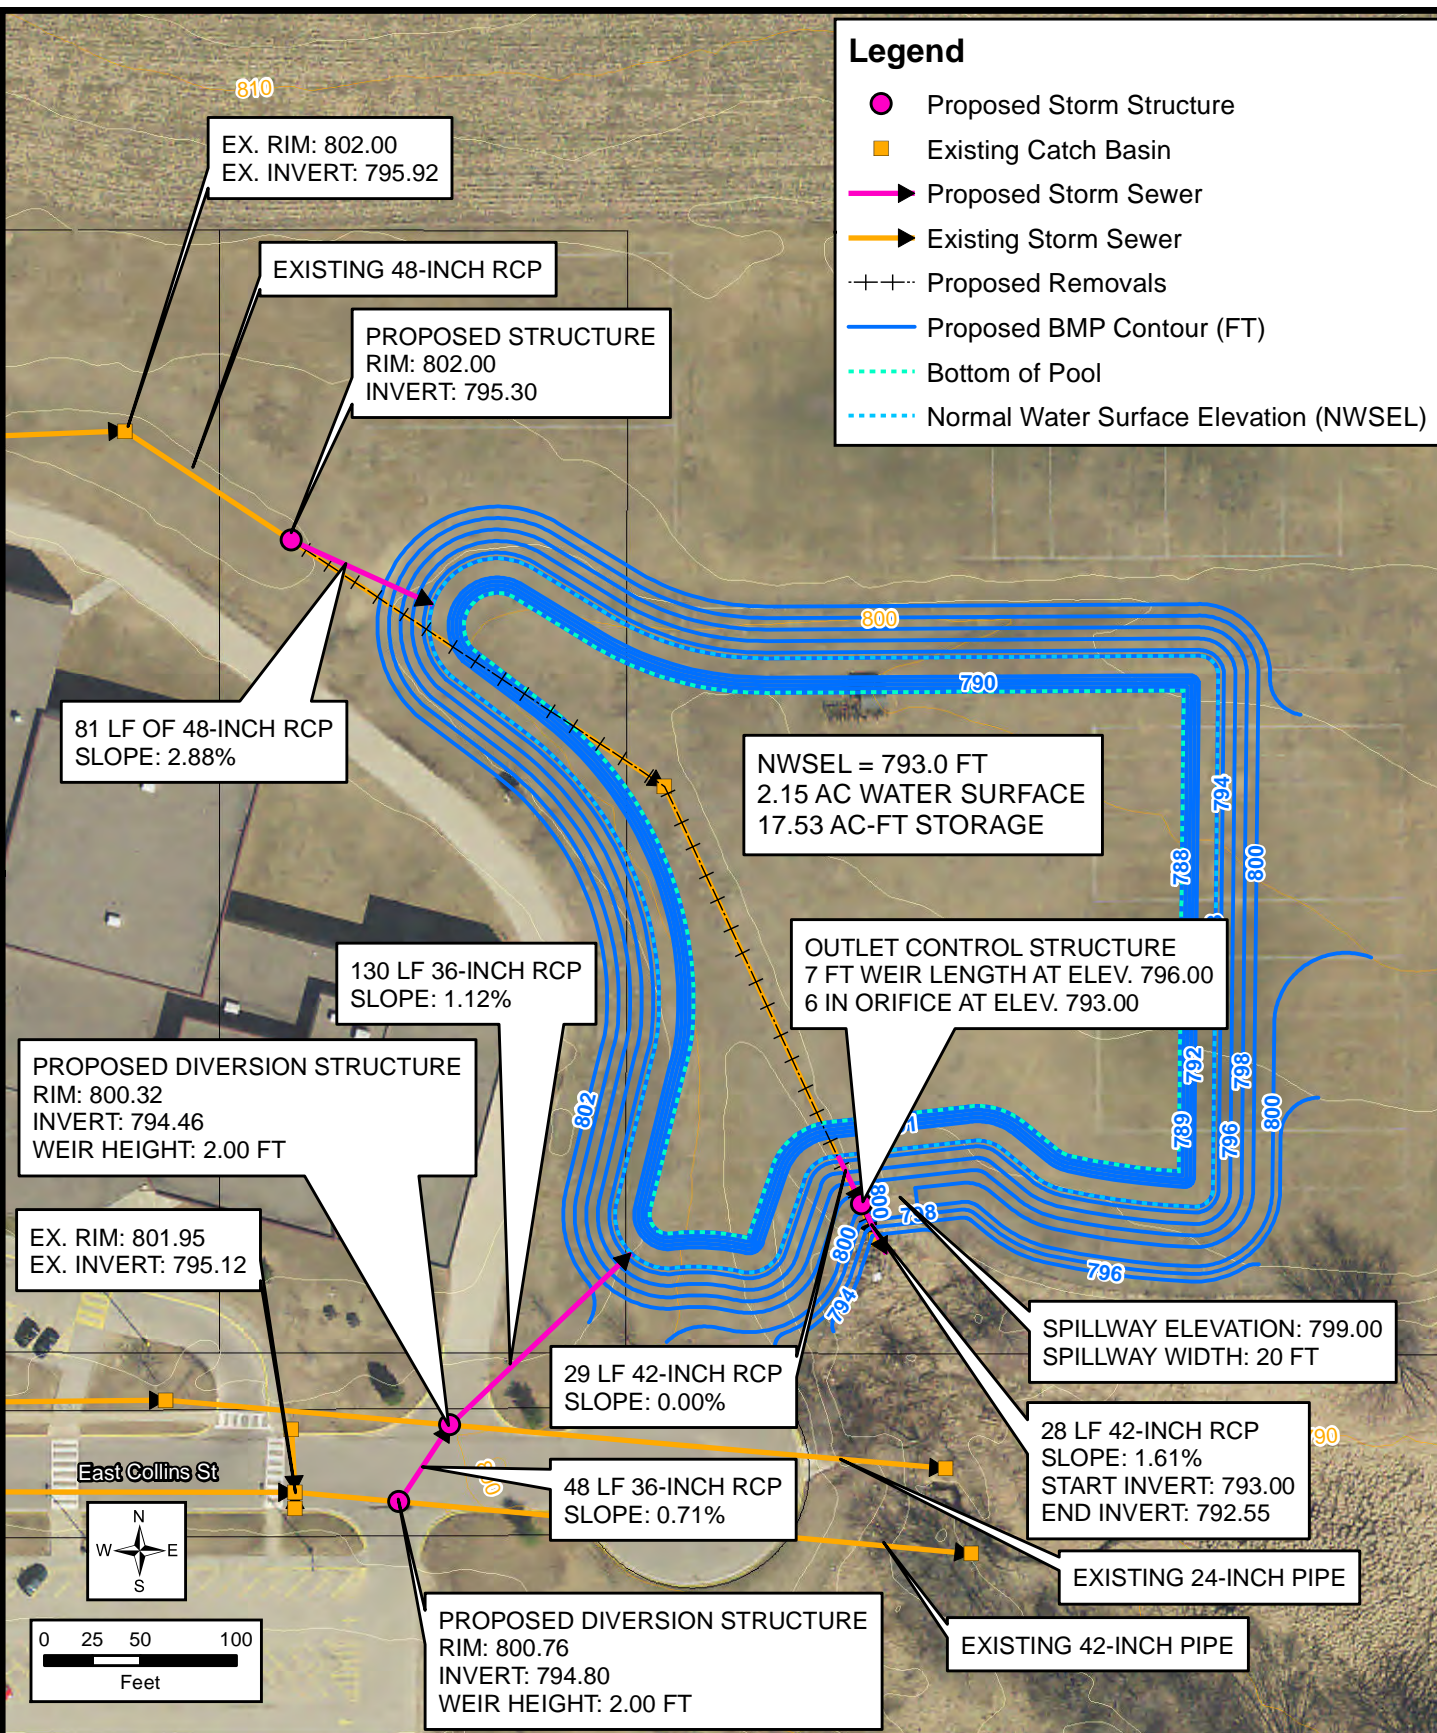 Legend
Proposed Storm Structure
Existing Catch Basin
Proposed Storm Sewer
Existing Storm Sewer
Proposed Removals
Proposed BMP Contour (FT)
Bottom of Pool
Normal Water Surface Elevation (NWSEL)
810
EX. RIM: 802.00
EX. INVERT: 795.92
EXISTING 48-INCH RCP
PROPOSED STRUCTURE
RIM: 802.00
INVERT: 795.30
800
790
81 LF OF 48-INCH RCP
SLOPE: 2.88%
NWSEL = 793.0 FT
2.15 AC WATER SURFACE
17.53 AC-FT STORAGE
794
788
800
OUTLET CONTROL STRUCTURE
7 FT WEIR LENGTH AT ELEV. 796.00
6 IN ORIFICE AT ELEV. 793.00
130 LF 36-INCH RCP
SLOPE: 1.12%
PROPOSED DIVERSION STRUCTURE
RIM: 800.32
INVERT: 794.46
WEIR HEIGHT: 2.00 FT
802
792
798
800
789
796
EX. RIM: 801.95
EX. INVERT: 795.12
800
798
800
796
794
SPILLWAY ELEVATION: 799.00
SPILLWAY WIDTH: 20 FT
29 LF 42-INCH RCP
SLOPE: 0.00%
28 LF 42-INCH RCP
SLOPE: 1.61%
START INVERT: 793.00
END INVERT: 792.55
790
East Collins St
48 LF 36-INCH RCP
SLOPE: 0.71%
N
W E
S
EXISTING 24-INCH PIPE
EXISTING 42-INCH PIPE
PROPOSED DIVERSION STRUCTURE
RIM: 800.76
INVERT: 794.80
WEIR HEIGHT: 2.00 FT
0 25 50 100
Feet